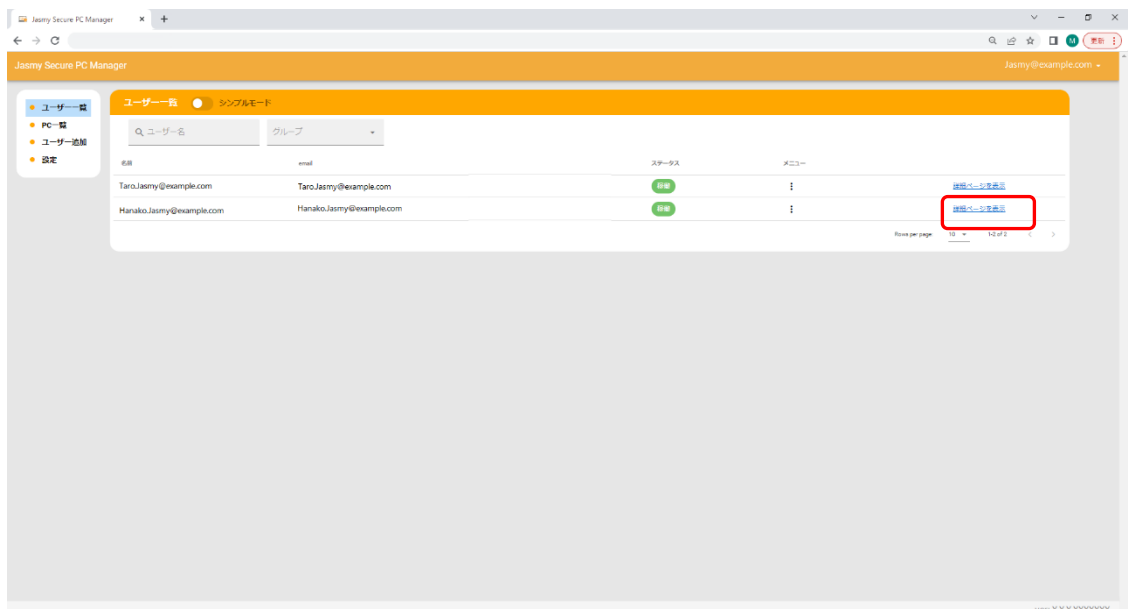 Jasmy Secure PC Manager
更新
Jasmy Secure PC Manager
Jasmy@example.com
ユーザー一覧
PC一覧
ユーザー追加
設定
ユーザー一覧 シンプルモード
ユーザー名 グループ
名前 email ステータス メニュー
Taro.Jasmy@example.com Taro.Jasmy@example.com 稼働 詳細ページを表示
Hanako.Jasmy@example.com Hanako.Jasmy@example.com 稼働 詳細ページを表示
Rows per page 10 1-2 of 2